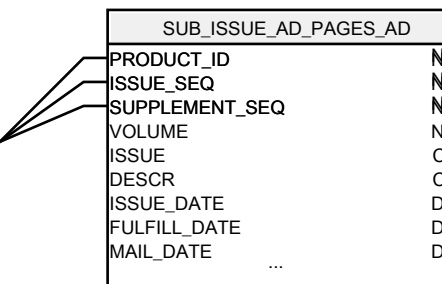 SUB_ISSUE_AD_PAGES_AD
PRODUCT_ID N
ISSUE_SEQ N
SUPPLEMENT_SEQ N
VOLUME N
ISSUE C
DESCR C
ISSUE_DATE D
FULFILL_DATE D
MAIL_DATE D
...